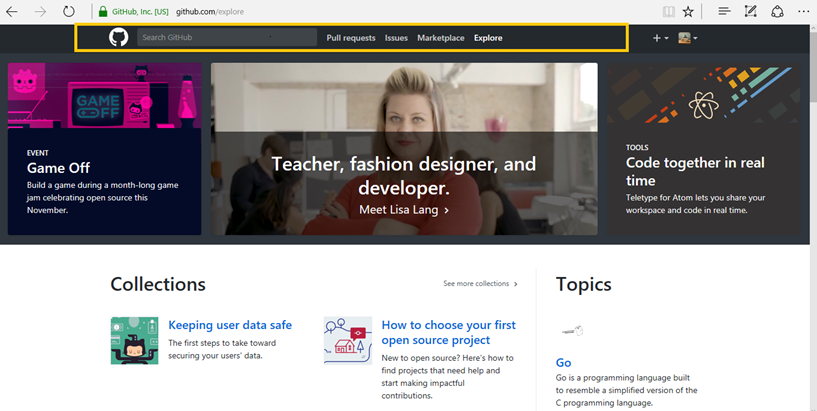 GitHub, Inc. [US] github.com/explore
Search GitHub Pull requests Issues Marketplace Explore
GAME
OFF
EVENT
Game Off
Build a game during a month-long game
jam celebrating open source this
November.
Teacher, fashion designer, and
developer.
Meet Lisa Lang
TOOLS
Code together in real
time
Teletype for Atom lets you share your
workspace and code in real time.
Collections
See more collections
Keeping user data safe
The first steps to take toward
securing your users' data.
How to choose your first
open source project
New to open source? Here's how to
find projects that need help and
start making impactful
contributions.
Topics
Go
Go is a programming language built
to resemble a simplified version of the
C programming language.